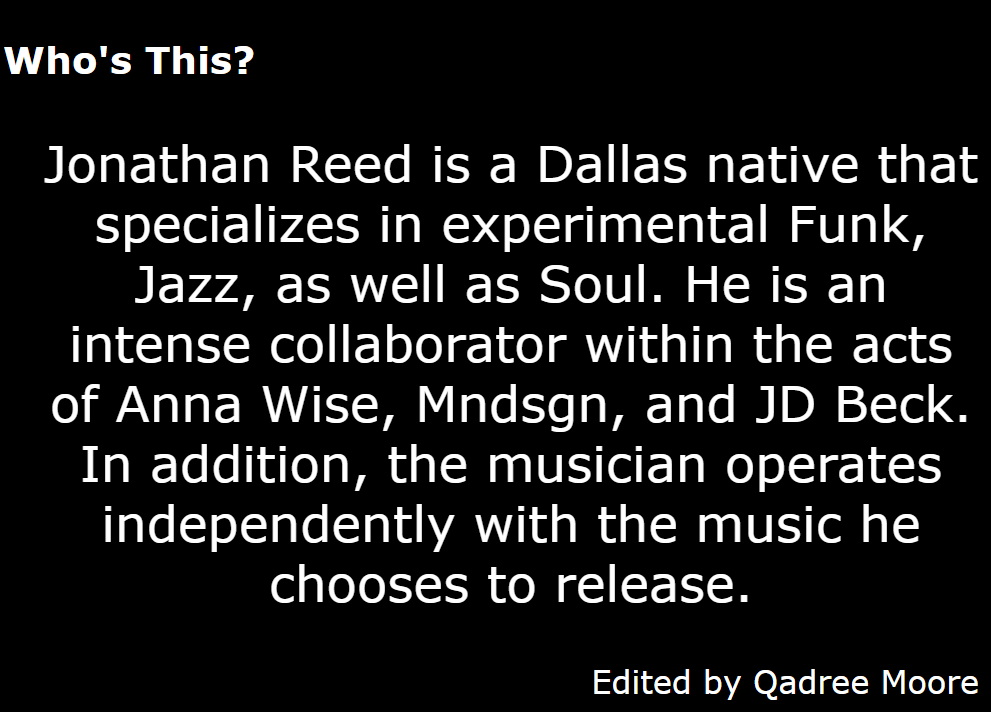 Who's This?
Jonathan Reed is a Dallas native that
specializes in experimental Funk,
Jazz, as well as Soul. He is an
intense collaborator within the acts
of Anna Wise, Mndsgn, and JD Beck.
In addition, the musician operates
independently with the music he
chooses to release.
Edited by Qadree Moore